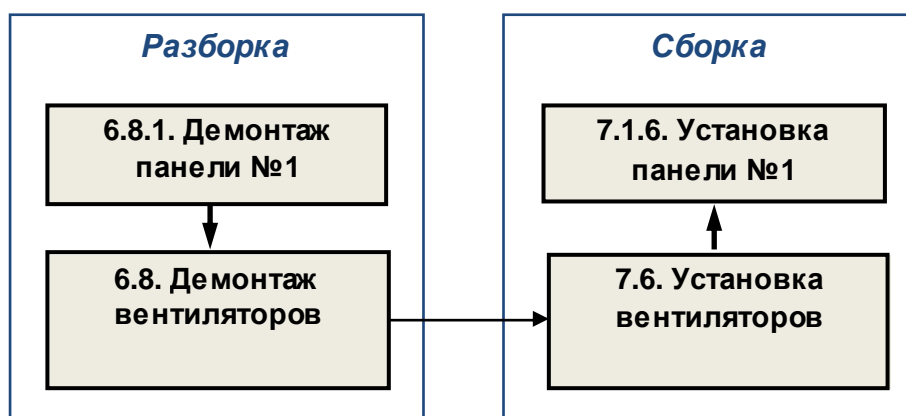 Разборка
6.8.1. Демонтаж
панели №1
6.8. Демонтаж
вентиляторов
Сборка
7.1.6. Установка
панели №1
7.6. Установка
вентиляторов